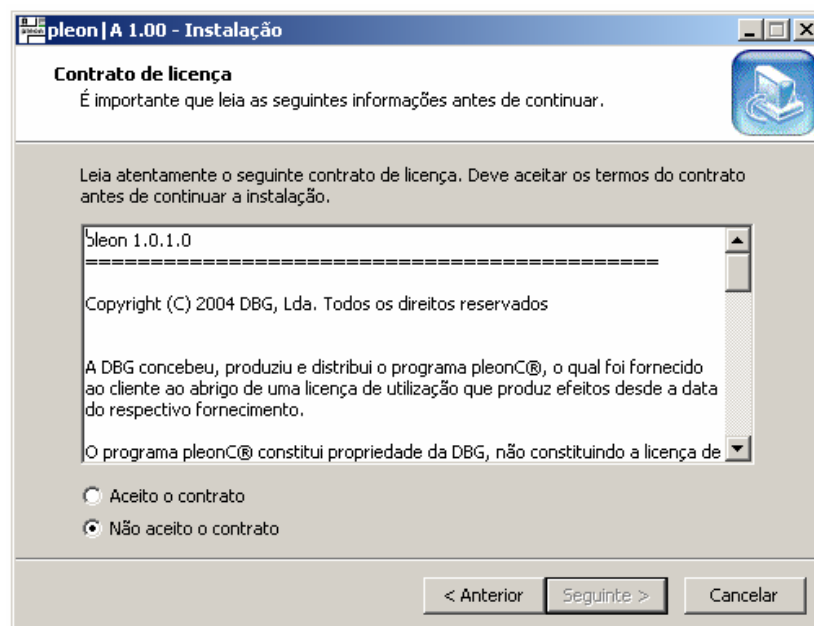 pleon|A 1.00 - Instalação
Contrato de licença
É importante que leia as seguintes informações antes de continuar.
Leia atentamente o seguinte contrato de licença. Deve aceitar os termos do contrato
antes de continuar a instalação.
pleon 1.0.1.0
============================================
Copyright (C) 2004 DBG, Lda. Todos os direitos reservados
A DBG concebeu, produziu e distribui o programa pleonC®, o qual foi fornecido
ao cliente ao abrigo de uma licença de utilização que produz efeitos desde a data
do respectivo fornecimento.
O programa pleonC® constitui propriedade da DBG, não constituindo a licença de
Aceito o contrato
Não aceito o contrato
< Anterior
Seguinte >
Cancelar